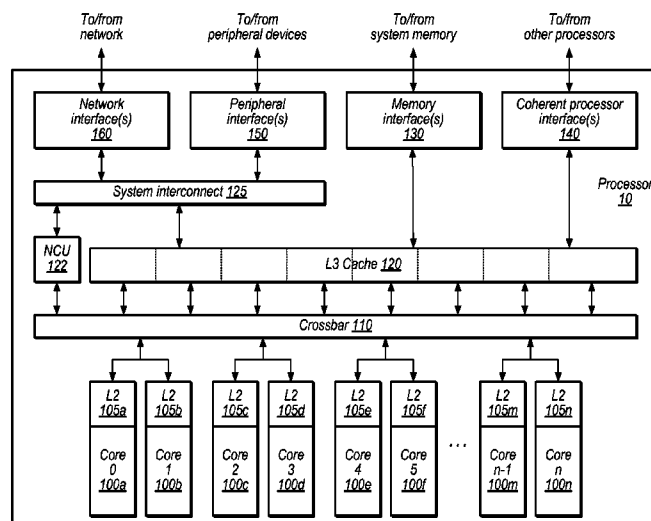 To/from
network
To/from
peripheral devices
To/from
system memory
To/from
other processors
Network
interface(s)
160
Peripheral
interface(s)
150
Memory
interface(s)
130
Coherent processor
interface(s)
140
System interconnect 125
Processor
10
NCU
122
L3 Cache 120
Crossbar 110
L2
105a
L2
105b
L2
105c
L2
105d
L2
105e
L2
105f
L2
105m
L2
105n
Core
0
100a
Core
1
100b
Core
2
100c
Core
3
100d
Core
4
100e
Core
5
100f
...
Core
n-1
100m
Core
n
100n